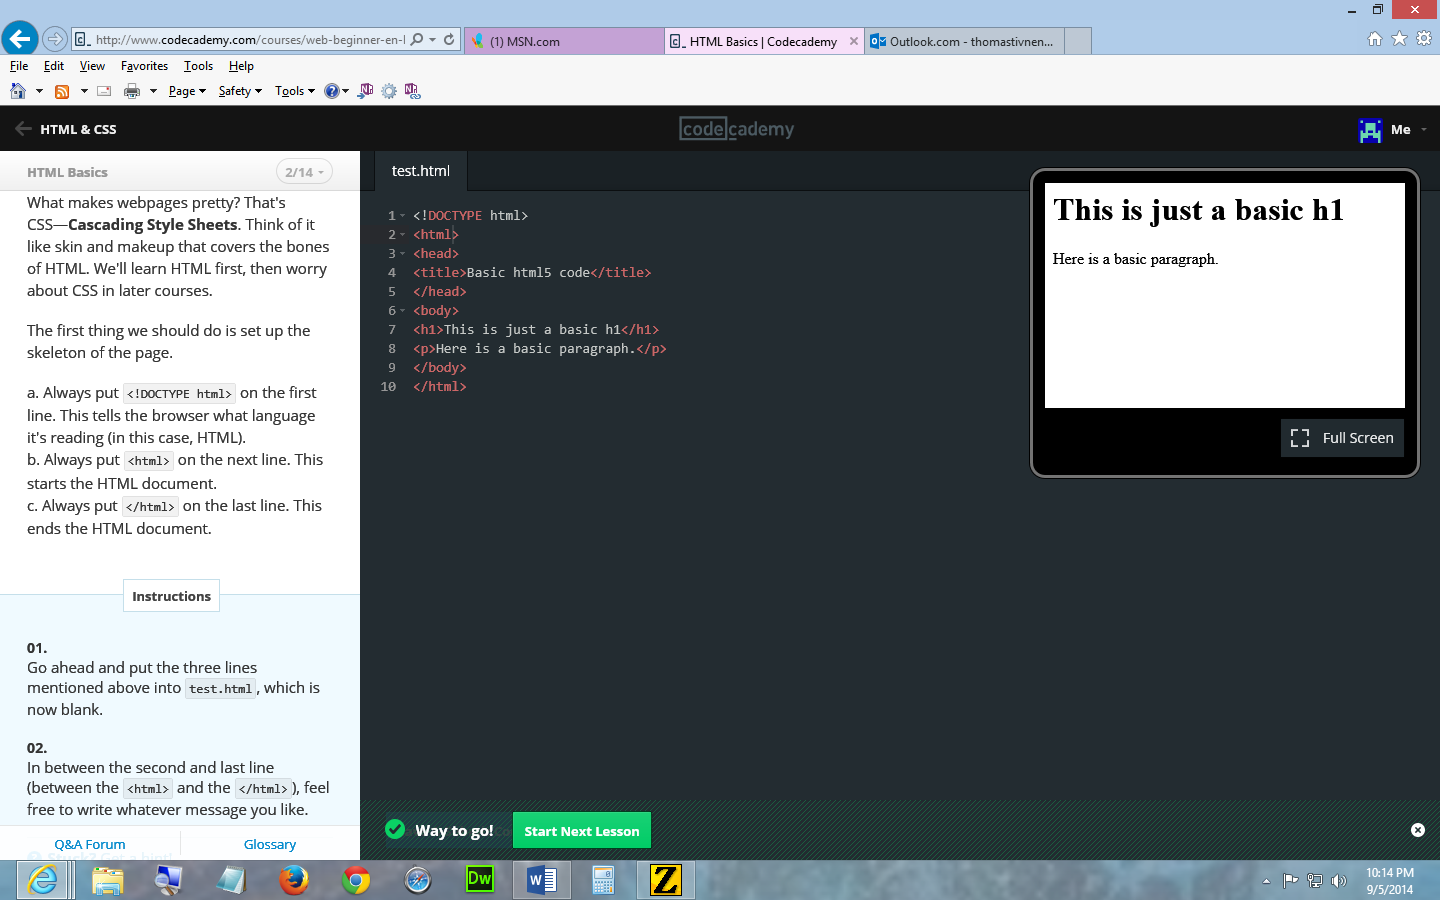 http://www.codecademy.com/courses/web-beginner-en-
(1) MSN.com
HTML Basics | Codecademy
Outlook.com - thomastivnen...
File Edit View Favorites Tools Help
Page Safety Tools
HTML & CSS
codecademy
Me
HTML Basics
2/14
test.html
What makes webpages pretty? That's
CSS—Cascading Style Sheets. Think of it
like skin and makeup that covers the bones
of HTML. We'll learn HTML first, then worry
about CSS in later courses.
The first thing we should do is set up the
skeleton of the page.
a. Always put <!DOCTYPE html> on the first
line. This tells the browser what language
it's reading (in this case, HTML).
b. Always put <html> on the next line. This
starts the HTML document.
c. Always put </html> on the last line. This
ends the HTML document.
Instructions
01.
Go ahead and put the three lines
mentioned above into test.html, which is
now blank.
02.
In between the second and last line
(between the <html> and the </html>), feel
free to write whatever message you like.
Stuck? Get a hint!
Q&A Forum
Glossary
1 <!DOCTYPE html>
2 <html>
3 <head>
4 <title>Basic html5 code</title>
5 </head>
6 <body>
7 <h1>This is just a basic h1</h1>
8 <p>Here is a basic paragraph.</p>
9 </body>
10 </html>
This is just a basic h1
Here is a basic paragraph.
Full Screen
Way to go!
Start Next Lesson
Dw
W
Z
10:14 PM
9/5/2014